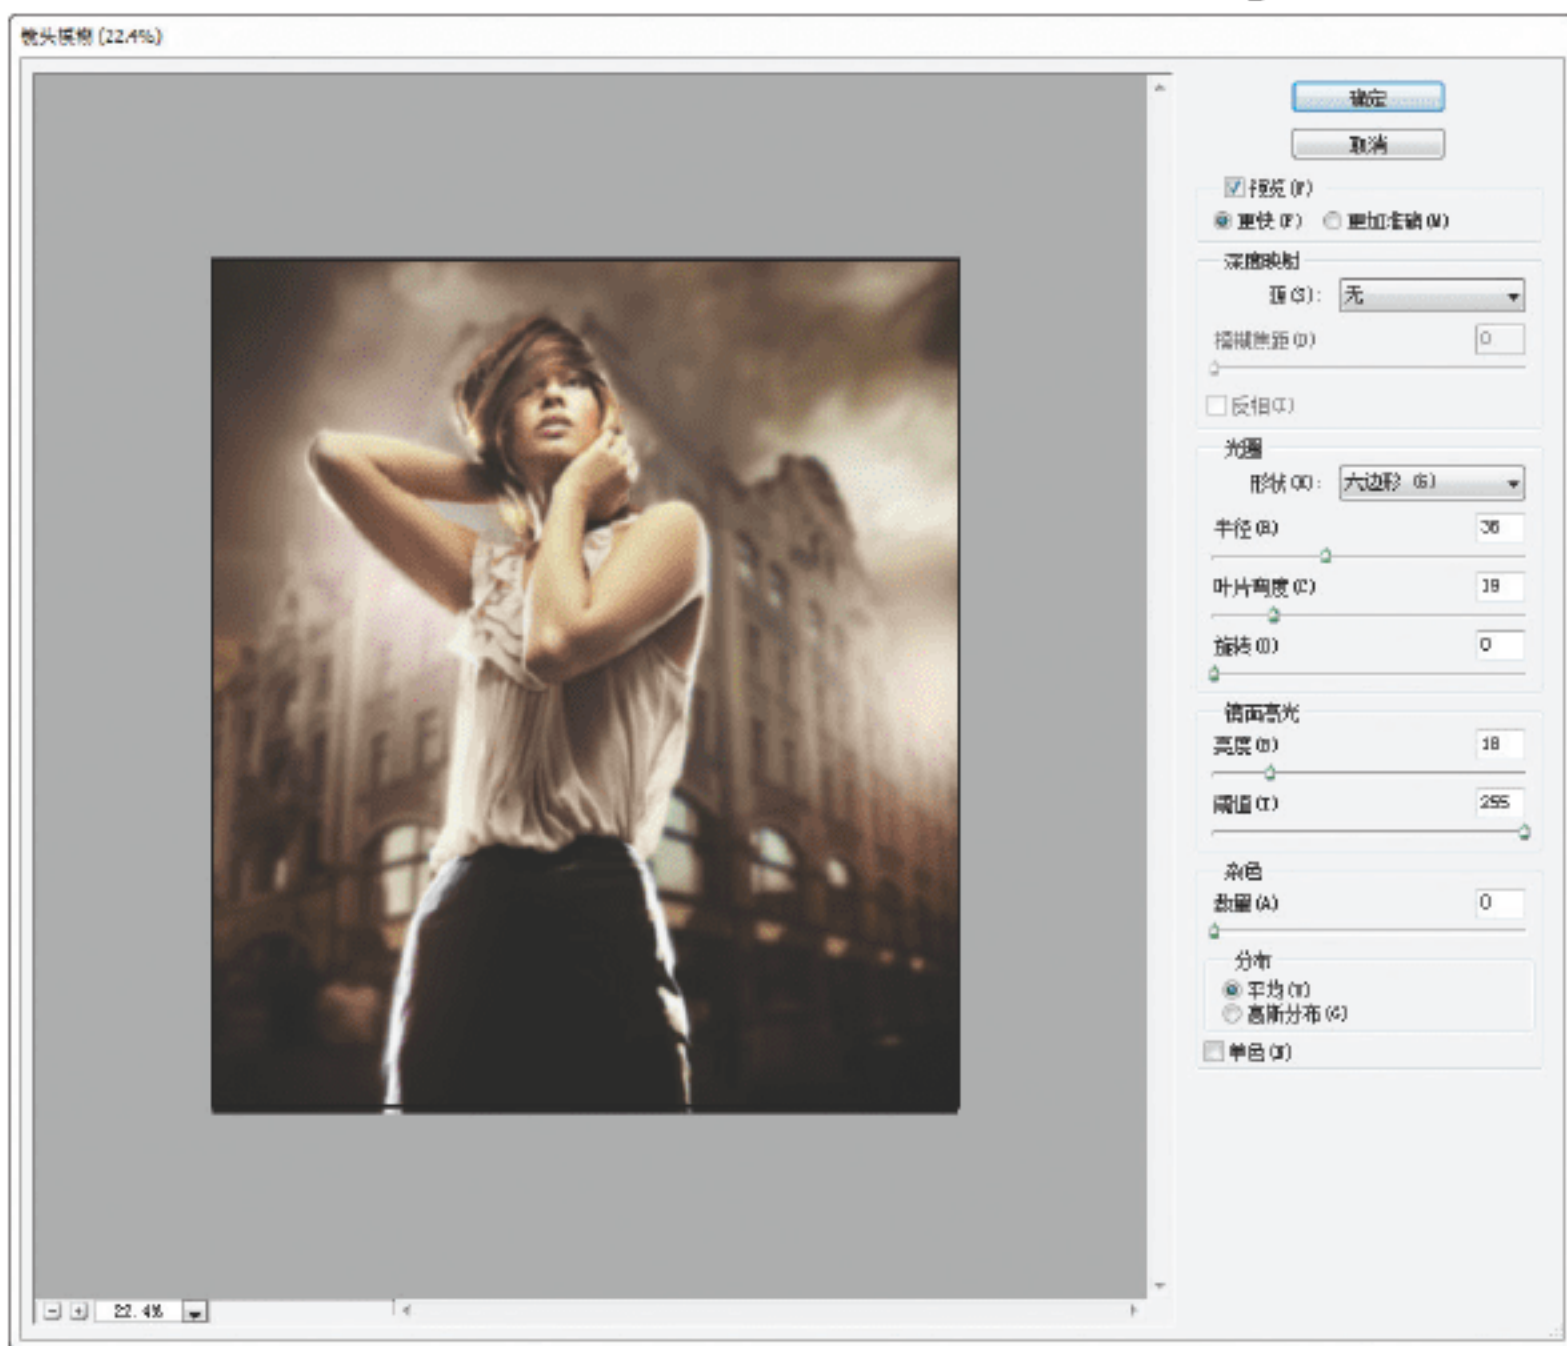 镜头模糊 (22.4%)
确定
取消
预览(P)
更快(F) 更加准确(M)
深度映射
源(S): 无
模糊焦距(D) 0
反相(I)
光圈
形状(K): 六边形 (6)
半径(R) 36
叶片弯度(C) 19
旋转(O) 0
镜面高光
亮度(B) 18
阈值(T) 255
杂色
数量(A) 0
分布
平均(U)
高斯分布(G)
单色(N)
22.4%